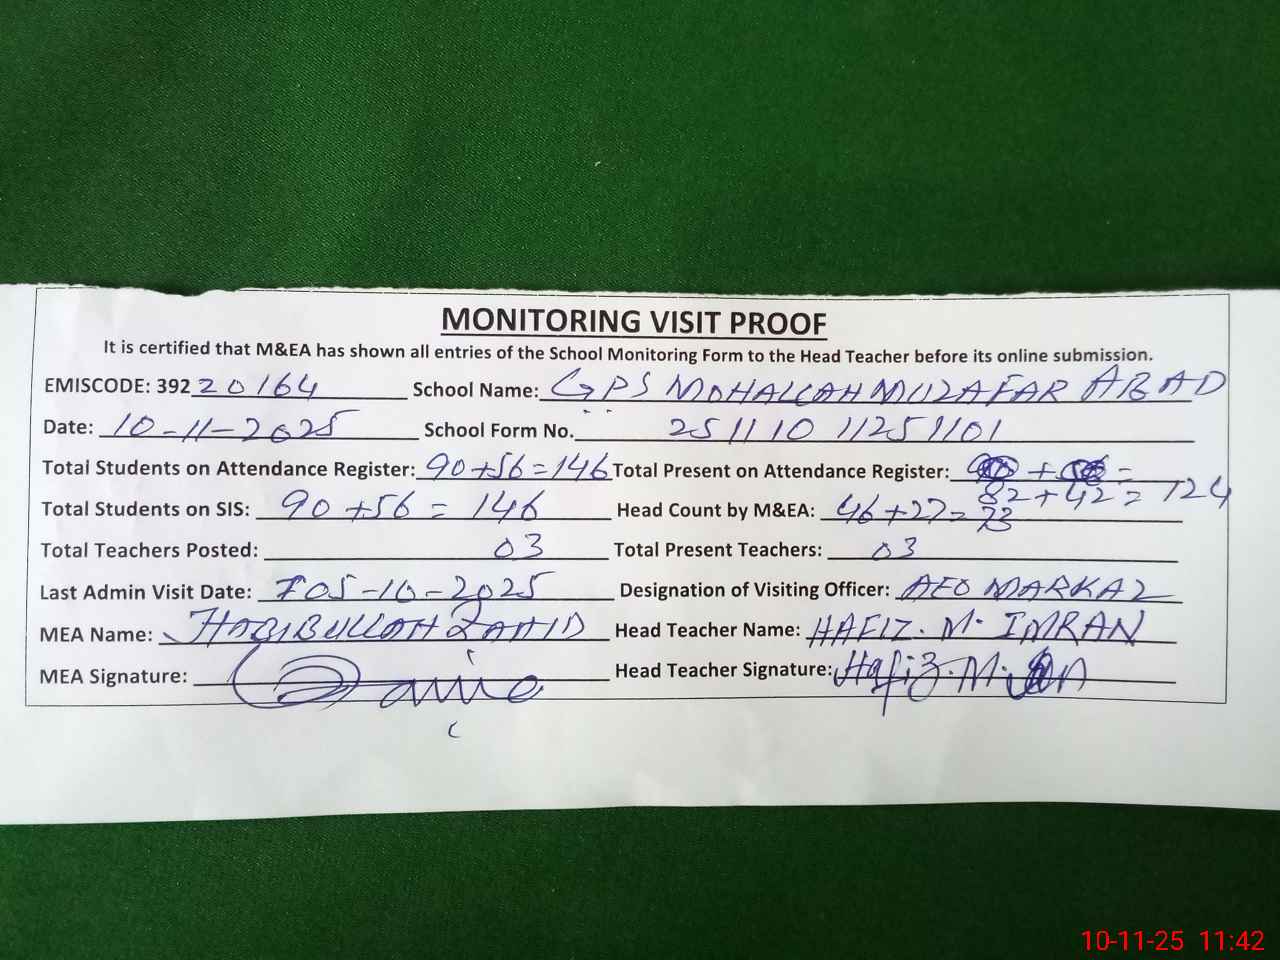 MONITORING VISIT PROOF
It is certified that M&EA has shown all entries of the School Monitoring Form to the Head Teacher before its online submission.
EMISCODE: 39220164 School Name: GPS MOHALLAH MUZAFAR ABAD
Date: 10-11-2025 School Form No. 25111011251101
Total Students on Attendance Register: 90+56=146 Total Present on Attendance Register: + =
82+42=124
Total Students on SIS: 90+56=146 Head Count by M&EA: 46+27=73
Total Teachers Posted: 03 Total Present Teachers: 03
Last Admin Visit Date: 05-10-2025 Designation of Visiting Officer: AEO MARKAZ
MEA Name: HABIBULLAH ZAHID Head Teacher Name: HAFIZ. M. IMRAN
MEA Signature: Head Teacher Signature: Hafiz. M.
10-11-25 11:42